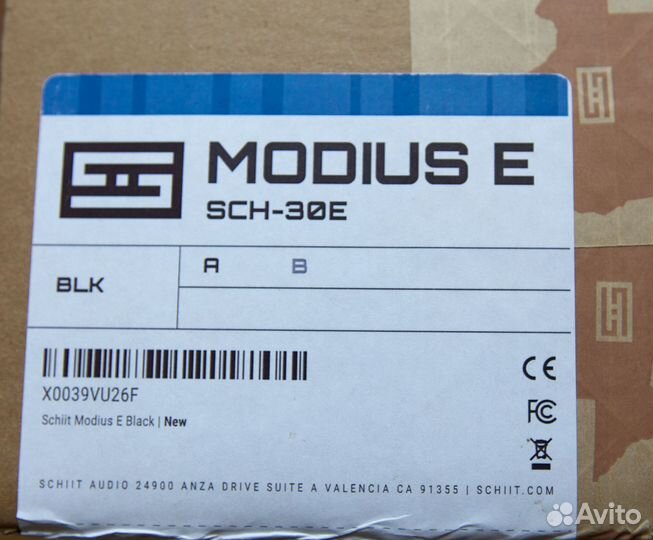 MODIUS E
SCH-30E
BLK
A B
X0039VU26F
Schiit Modius E Black | New
CE
FC
SCHIIT AUDIO 24900 ANZA DRIVE SUITE A VALENCIA CA 91355 | SCHIIT.COM
Avito